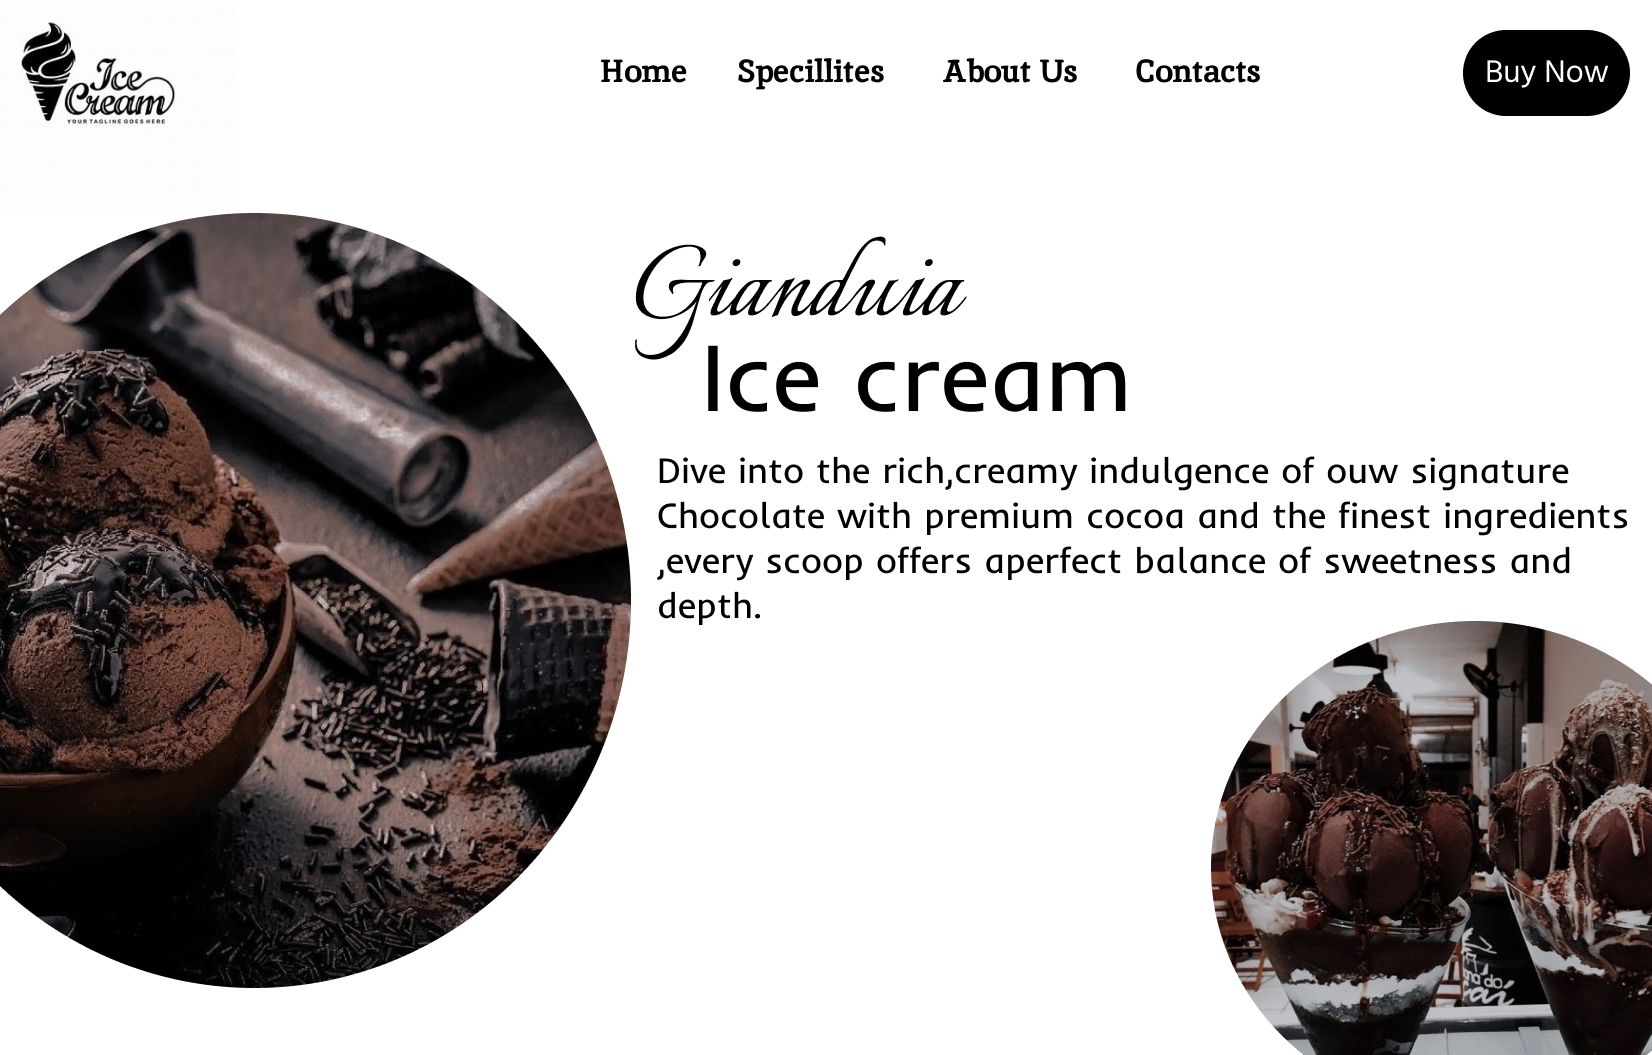 Ice
Cream
YOUR TAGLINE GOES HERE
Home Specillites About Us Contacts Buy Now
Gianduia
Ice cream
Dive into the rich,creamy indulgence of ouw signature
Chocolate with premium cocoa and the finest ingredients
,every scoop offers aperfect balance of sweetness and
depth.